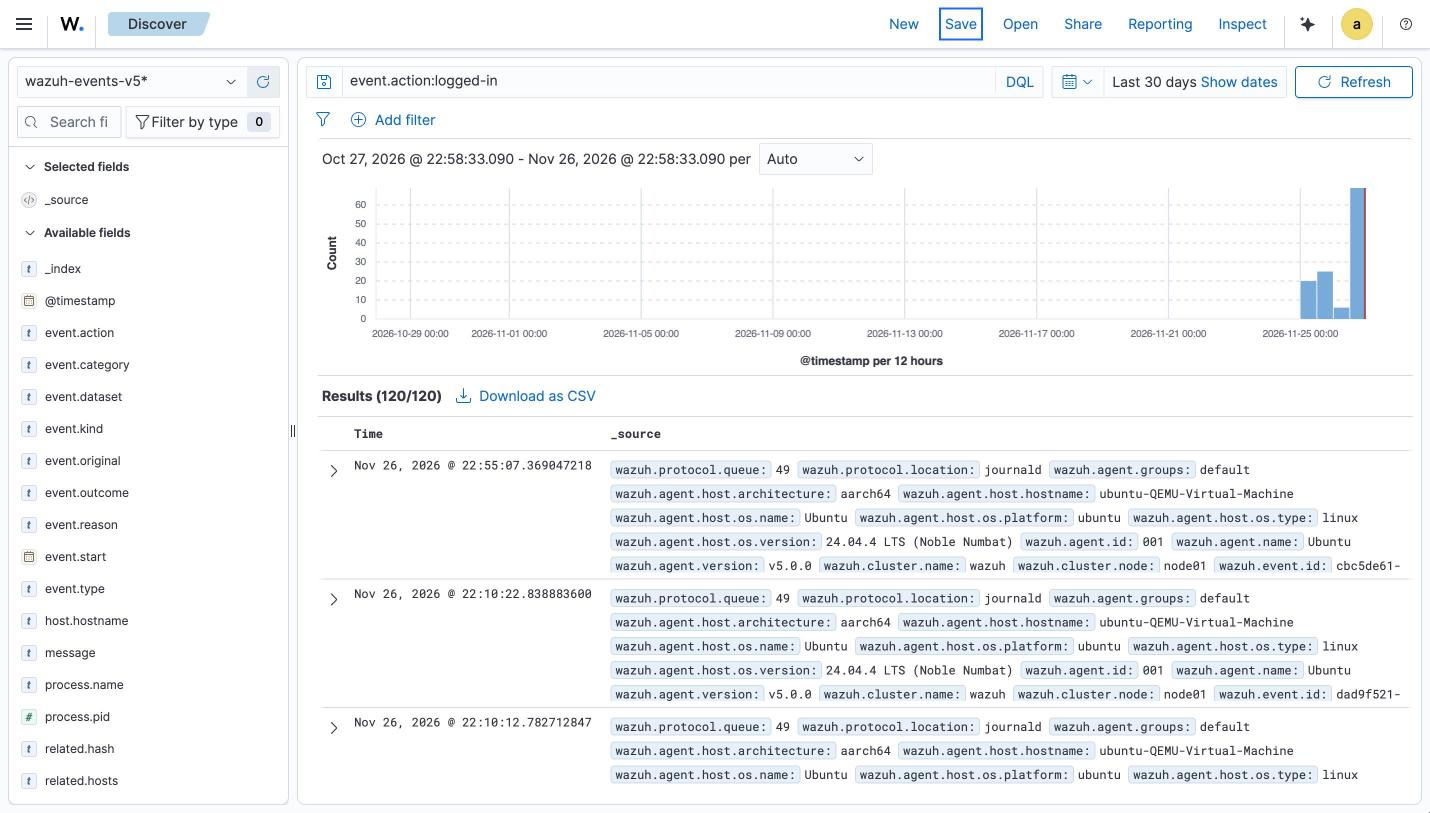 W. Discover New Save Open Share Reporting Inspect a
wazuh-events-v5*
Search fi Filter by type 0
Selected fields
_source
Available fields
_index
@timestamp
event.action
event.category
event.dataset
event.kind
event.original
event.outcome
event.reason
event.start
event.type
host.hostname
message
process.name
process.pid
related.hash
related.hosts
event.action:logged-in DQL Last 30 days Show dates Refresh
Add filter
Oct 27, 2026 @ 22:58:33.090 - Nov 26, 2026 @ 22:58:33.090 per Auto
Count
60
50
40
30
20
10
0
2026-10-29 00:00 2026-11-01 00:00 2026-11-05 00:00 2026-11-09 00:00 2026-11-13 00:00 2026-11-17 00:00 2026-11-21 00:00 2026-11-25 00:00
@timestamp per 12 hours
Results (120/120) Download as CSV
Time _source
Nov 26, 2026 @ 22:55:07.369047218 wazuh.protocol.queue: 49 wazuh.protocol.location: journald wazuh.agent.groups: default
wazuh.agent.host.architecture: aarch64 wazuh.agent.host.hostname: ubuntu-QEMU-Virtual-Machine
wazuh.agent.host.os.name: Ubuntu wazuh.agent.host.os.platform: ubuntu wazuh.agent.host.os.type: linux
wazuh.agent.host.os.version: 24.04.4 LTS (Noble Numbat) wazuh.agent.id: 001 wazuh.agent.name: Ubuntu
wazuh.agent.version: v5.0.0 wazuh.cluster.name: wazuh wazuh.cluster.node: node01 wazuh.event.id: cbc5de61-
Nov 26, 2026 @ 22:10:22.838883600 wazuh.protocol.queue: 49 wazuh.protocol.location: journald wazuh.agent.groups: default
wazuh.agent.host.architecture: aarch64 wazuh.agent.host.hostname: ubuntu-QEMU-Virtual-Machine
wazuh.agent.host.os.name: Ubuntu wazuh.agent.host.os.platform: ubuntu wazuh.agent.host.os.type: linux
wazuh.agent.host.os.version: 24.04.4 LTS (Noble Numbat) wazuh.agent.id: 001 wazuh.agent.name: Ubuntu
wazuh.agent.version: v5.0.0 wazuh.cluster.name: wazuh wazuh.cluster.node: node01 wazuh.event.id: dad9f521-
Nov 26, 2026 @ 22:10:12.782712847 wazuh.protocol.queue: 49 wazuh.protocol.location: journald wazuh.agent.groups: default
wazuh.agent.host.architecture: aarch64 wazuh.agent.host.hostname: ubuntu-QEMU-Virtual-Machine
wazuh.agent.host.os.name: Ubuntu wazuh.agent.host.os.platform: ubuntu wazuh.agent.host.os.type: linux